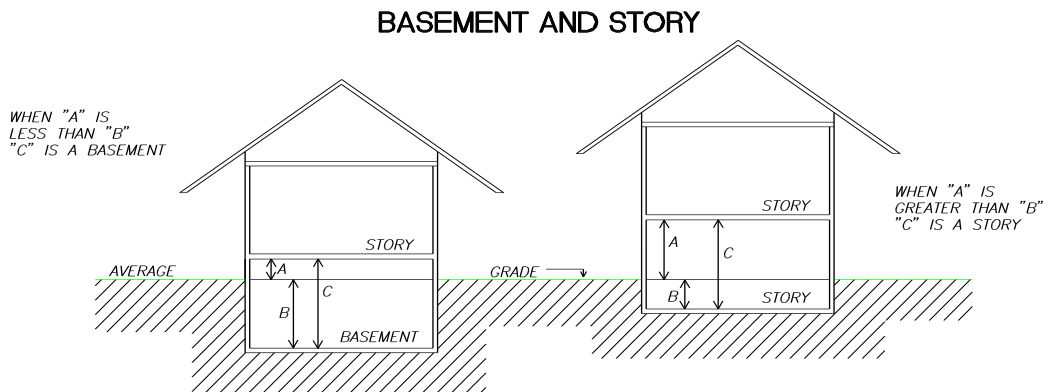 BASEMENT AND STORY
WHEN "A" IS
LESS THAN "B"
"C" IS A BASEMENT
STORY
AVERAGE
A
C
B
BASEMENT
GRADE
WHEN "A" IS
GREATER THAN "B"
"C" IS A STORY
STORY
A
C
B
STORY